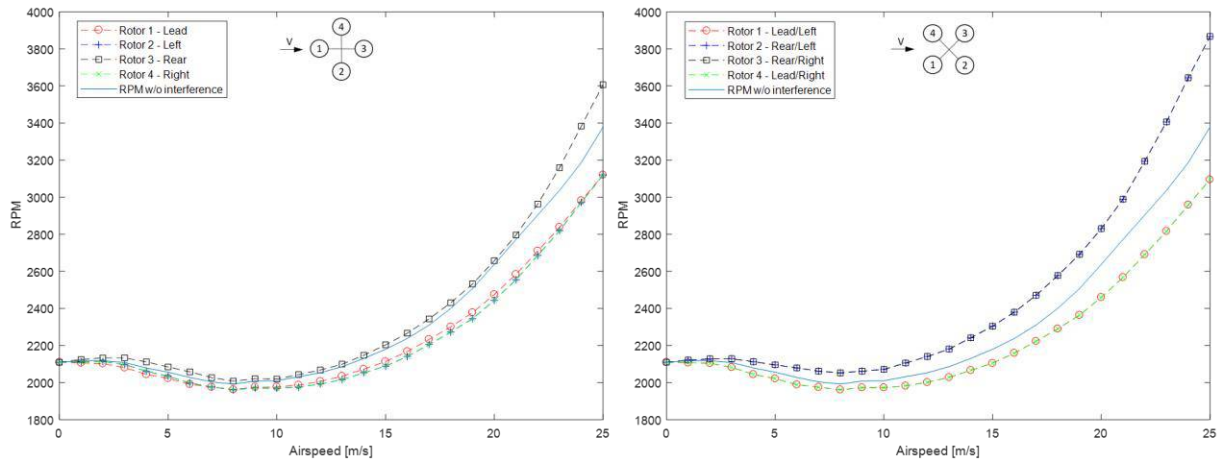 4000
3800
3600
3400
3200
3000
2800
2600
2400
2200
2000
1800
RPM
0 5 10 15 20 25
Airspeed [m/s]
Rotor 1 - Lead
Rotor 2 - Left
Rotor 3 - Rear
Rotor 4 - Right
RPM w/o interference
V
4
1 3
2
4000
3800
3600
3400
3200
3000
2800
2600
2400
2200
2000
1800
RPM
0 5 10 15 20 25
Airspeed [m/s]
Rotor 1 - Lead/Left
Rotor 2 - Rear/Left
Rotor 3 - Rear/Right
Rotor 4 - Lead/Right
RPM w/o interference
V
4 3
1 2